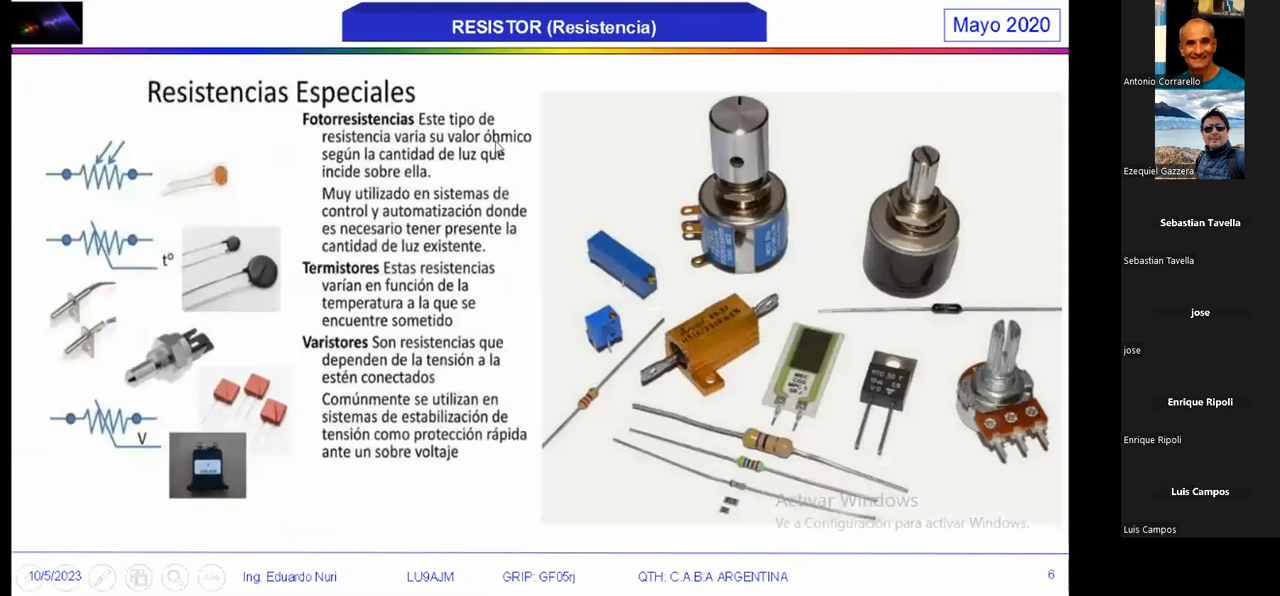 RESISTOR (Resistencia)
Mayo 2020
Resistencias Especiales
Fotorresistencias Este tipo de
resistencia varia su valor óhmico
según la cantidad de luz que
incide sobre ella.
Muy utilizado en sistemas de
control y automatización donde
es necesario tener presente la
cantidad de luz existente.
Termistores Estas resistencias
varían en función de la
temperatura a la que se
encuentre sometido
Varistores Son resistencias que
dependen de la tensión a la
estén conectados
Comúnmente se utilizan en
sistemas de estabilización de
tensión como protección rápida
ante un sobre voltaje
tº
V
Activar Windows
Ve a Configuración para activar Windows.
10/5/2023
Ing. Eduardo Nuri
LU9AJM
GRIP: GF05rj
QTH: C.A.B.A ARGENTINA
6
Antonio Corrarello
Ezequiel Gazzera
Sebastian Tavella
Sebastian Tavella
jose
jose
Enrique Ripoli
Enrique Ripoli
Luis Campos
Luis Campos